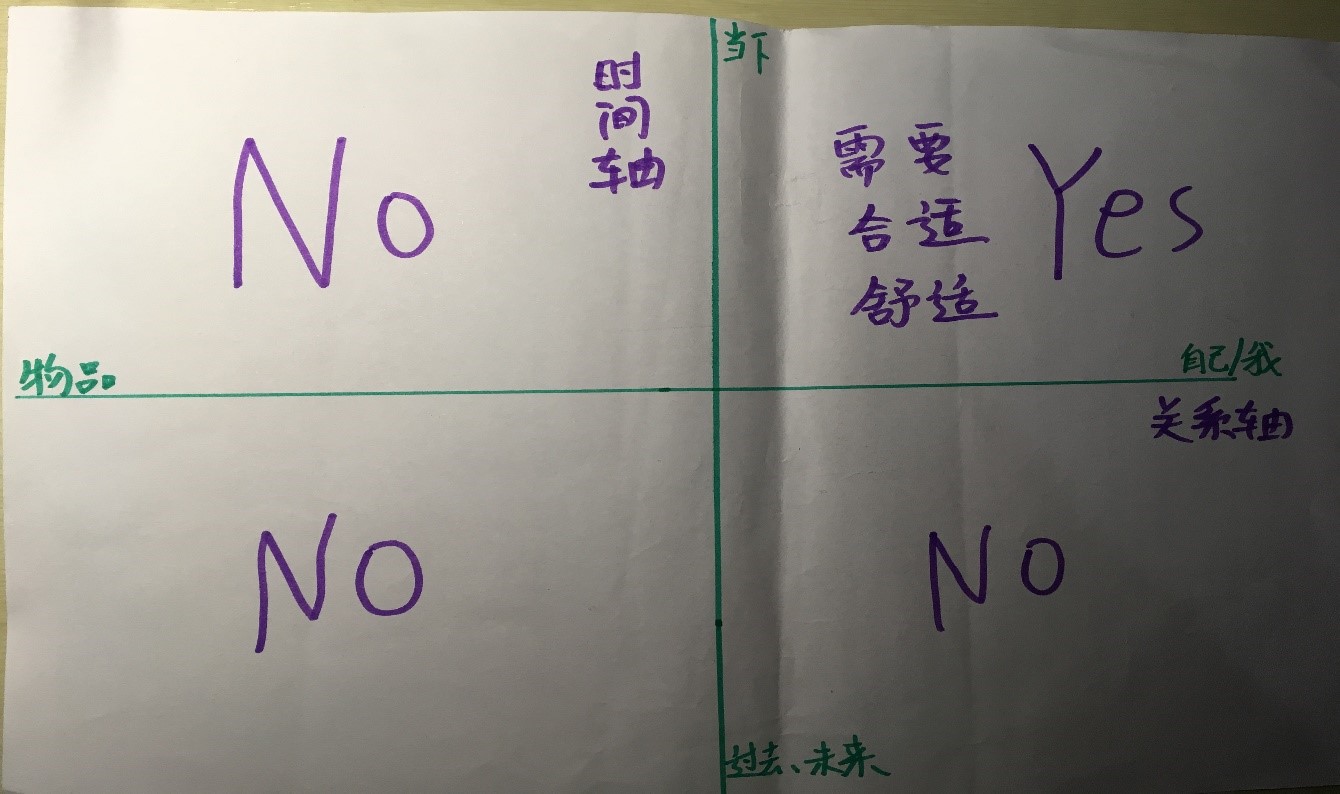 当下
时
间
轴
No
需要
合适
舒适
Yes
物品
自己/我
关系轴
NO
NO
过去、未来